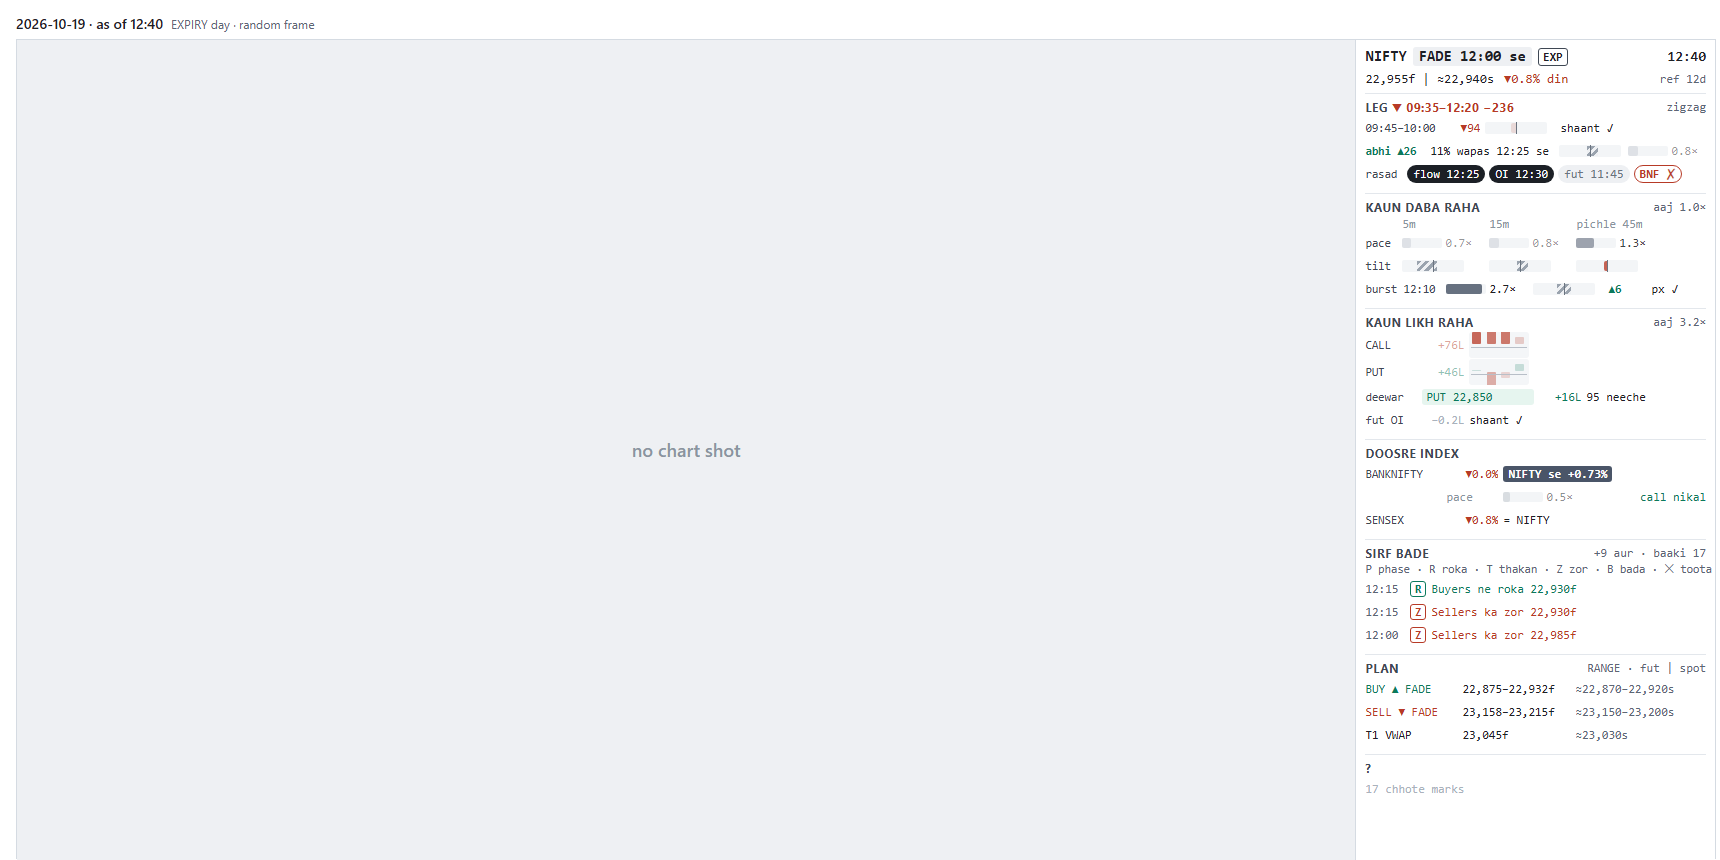 2026-10-19 · as of 12:40 EXPIRY day · random frame
no chart shot
NIFTY FADE 12:00 se EXP 12:40
22,955f | ≈22,940s ▼0.8% din ref 12d
LEG ▼ 09:35–12:20 −236 zigzag
09:45–10:00 ▼94 shaant ✓
abhi ▲26 11% wapas 12:25 se 0.8×
rasad flow 12:25 OI 12:30 fut 11:45 BNF ╳
KAUN DABA RAHA aaj 1.0×
5m 15m pichle 45m
pace 0.7× 0.8× 1.3×
tilt
burst 12:10 2.7× ▲6 px ✓
KAUN LIKH RAHA aaj 3.2×
CALL +76L
PUT +46L
deewar PUT 22,850 +16L 95 neeche
fut OI −0.2L shaant ✓
DOOSRE INDEX
BANKNIFTY ▼0.0% NIFTY se +0.73%
pace 0.5× call nikal
SENSEX ▼0.8% = NIFTY
SIRF BADE +9 aur · baaki 17
P phase · R roka · T thakan · Z zor · B bada · ╳ toota
12:15 R Buyers ne roka 22,930f
12:15 Z Sellers ka zor 22,930f
12:00 Z Sellers ka zor 22,985f
PLAN RANGE · fut | spot
BUY ▲ FADE 22,875–22,932f ≈22,870–22,920s
SELL ▼ FADE 23,158–23,215f ≈23,150–23,200s
T1 VWAP 23,045f ≈23,030s
?
17 chhote marks